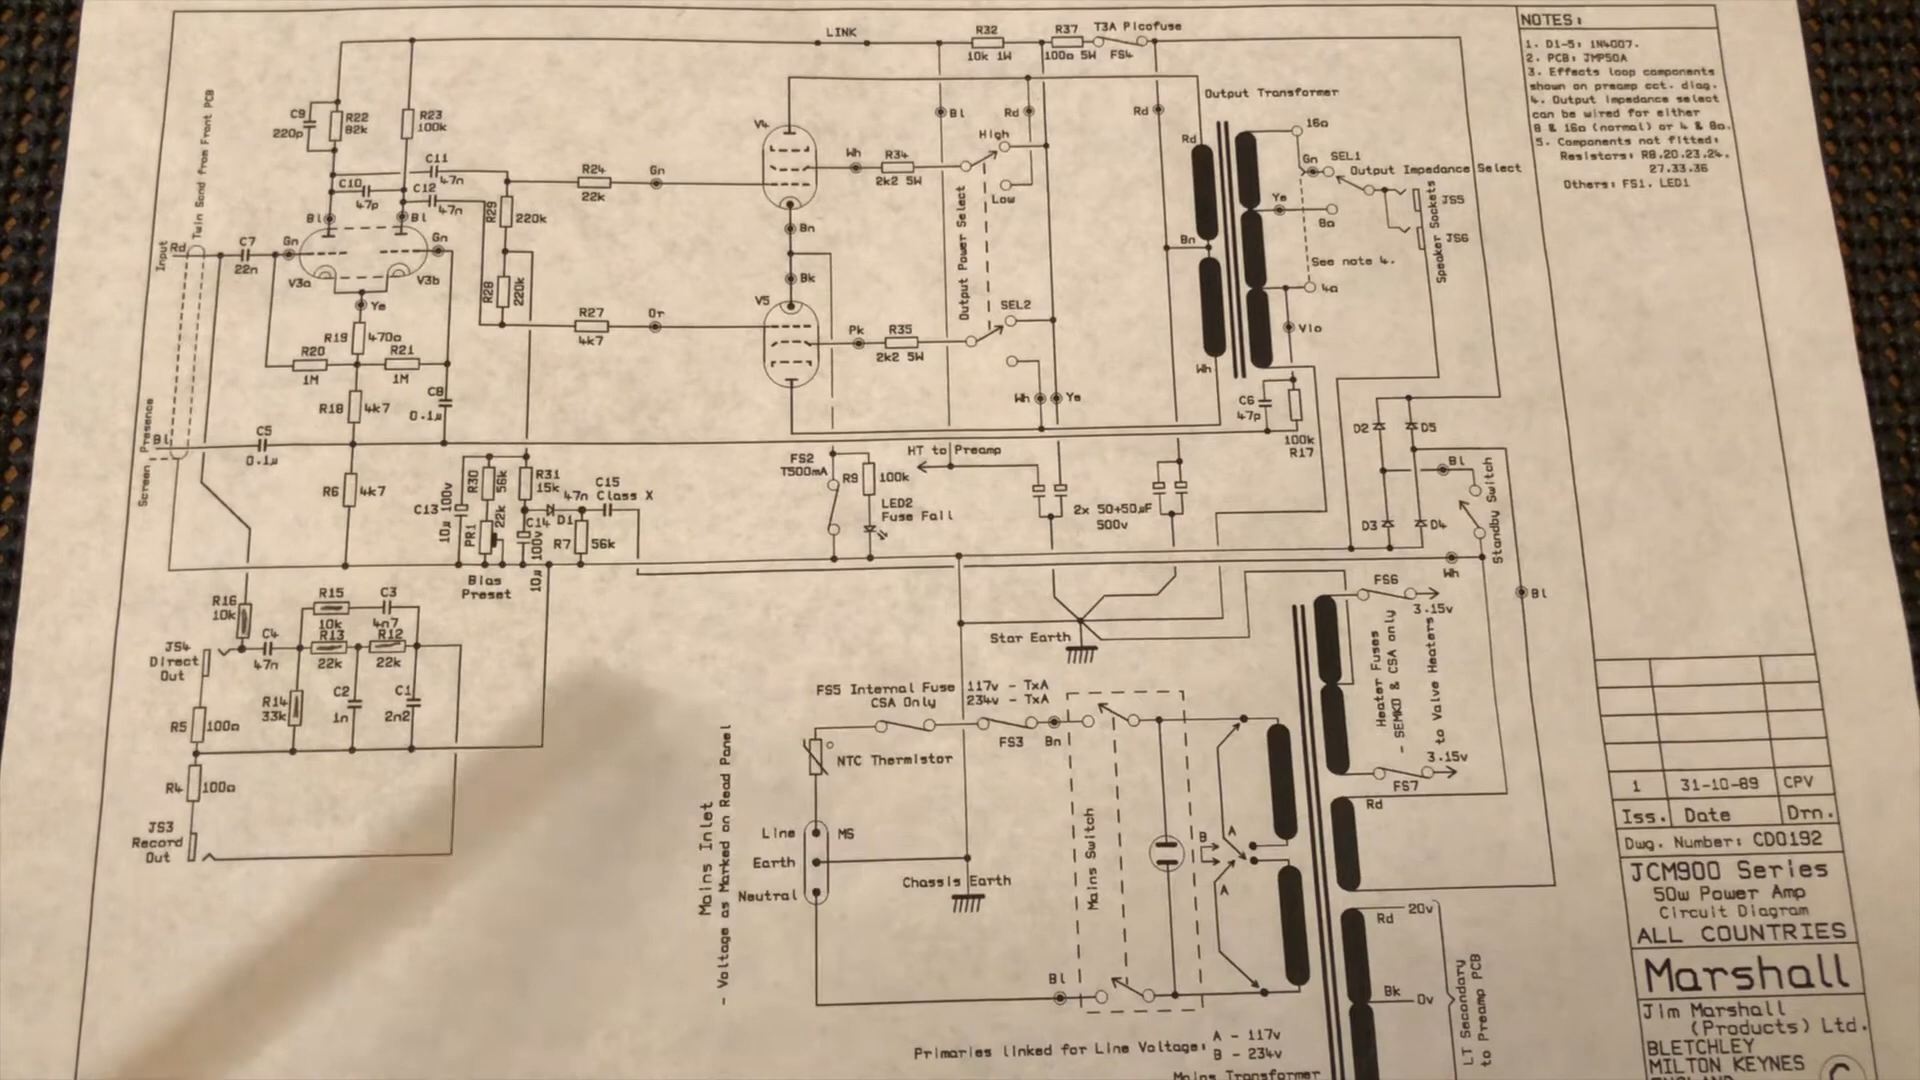 LINK
R32
10k 1W
R37
100Ω 5W
T3A Picofuse
FS4
NOTES:
1. D1-5: 1N4007.
2. PCB: JMP50A
3. Effects loop components
shown on preamp cct. diag.
4. Output impedance select
can be wired for either
8 & 16Ω (normal) or 4 & 8Ω.
5. Components not fitted:
Resistors: R8.20.23.24.
27.33.36
Others: FS1. LED1
Twin Scrnd from Front PCB
C9
220p
R22
82k
R23
100k
C11
47n
C10
47p
C12
47n
Bl
Bl
R24
22k
Gn
R29
220k
R28
220k
V4
Wh
R34
2k2 5W
Bl
Rd
High
Low
Output Power Select
Rd
Output Transformer
Rd
16Ω
Gn
SEL1
Output Impedance Select
Ye
8Ω
JS5
JS6
Speaker Sockets
See note 4.
4Ω
Vio
Bn
Wh
Input
Rd
C7
22n
Gn
Gn
V3a
V3b
Ye
R19
470Ω
R20
1M
R21
1M
R18
4k7
C8
0.1µ
Bn
Bk
V5
R27
4k7
Or
Pk
R35
2k2 5W
SEL2
Wh
Ye
C6
47p
100k
R17
Presence
Bl
Screen
C5
0.1µ
R6
4k7
C13
10µ 100v
R30
56k
PR1
22k
R31
15k
C14
10µ 100v
47n
C15
Class X
D1
R7
56k
Bias
Preset
FS2
T500mA
R9
100k
LED2
Fuse Fail
HT to Preamp
2x 50+50µF
500v
D2
D5
D3
D4
Bl
Standby Switch
Wh
Bl
R16
10k
R15
10k
C3
4n7
JS4
Direct
Out
C4
47n
R13
22k
R12
22k
R14
33k
C2
1n
C1
2n2
R5
100Ω
R4
100Ω
JS3
Record
Out
Star Earth
FS6
3.15v
Heater Fuses
- SEMKO & CSA only
to Valve Heaters
3.15v
FS7
FS5 Internal Fuse
CSA Only
117v - TxA
234v - TxA
FS3
Bn
NTC Thermistor
Mains Inlet
- Voltage as Marked on Read Panel
Line
MS
Earth
Neutral
Chassis Earth
Mains Switch
Bl
B
A
A
Rd
Rd
20v
Bk
0v
LT Secondary
to Preamp PCB
Primaries linked for Line Voltage:
A - 117v
B - 234v
Mains Transformer
1
31-10-89
CPV
Iss.
Date
Drn.
Dwg. Number: CD0192
JCM900 Series
50w Power Amp
Circuit Diagram
ALL COUNTRIES
Marshall
Jim Marshall
(Products) Ltd.
BLETCHLEY
MILTON KEYNES
ENGLAND
C